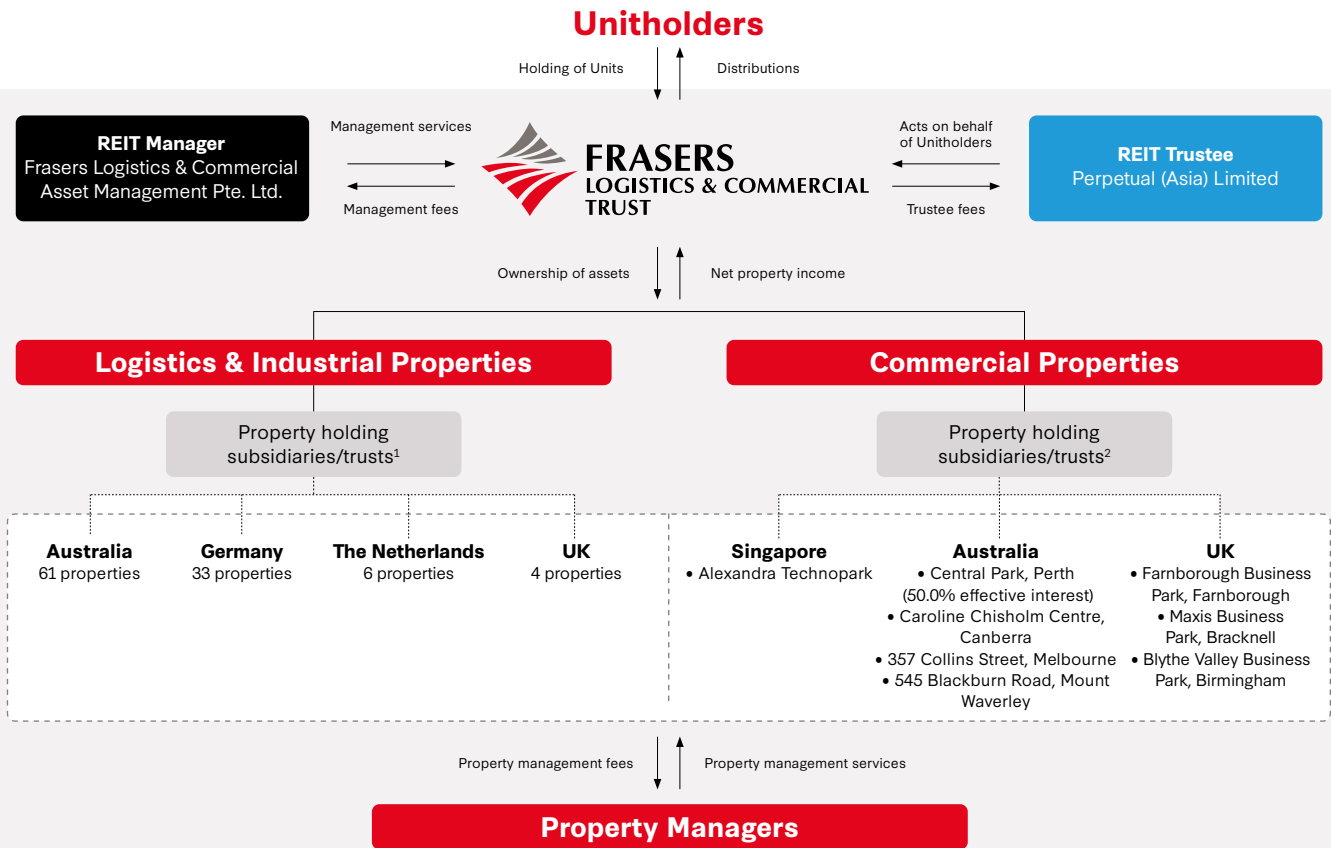 Unitholders
Holding of Units
Distributions
REIT Manager
Frasers Logistics & Commercial
Asset Management Pte. Ltd.
Management services
Management fees
FRASERS
LOGISTICS & COMMERCIAL
TRUST
Acts on behalf
of Unitholders
Trustee fees
REIT Trustee
Perpetual (Asia) Limited
Ownership of assets
Net property income
Logistics & Industrial Properties
Commercial Properties
Property holding
subsidiaries/trusts1
Property holding
subsidiaries/trusts2
Australia
61 properties
Germany
33 properties
The Netherlands
6 properties
UK
4 properties
Singapore
• Alexandra Technopark
Australia
• Central Park, Perth
(50.0% effective interest)
• Caroline Chisholm Centre,
Canberra
• 357 Collins Street, Melbourne
• 545 Blackburn Road, Mount
Waverley
UK
• Farnborough Business
Park, Farnborough
• Maxis Business
Park, Bracknell
• Blythe Valley Business
Park, Birmingham
Property management fees
Property management services
Property Managers